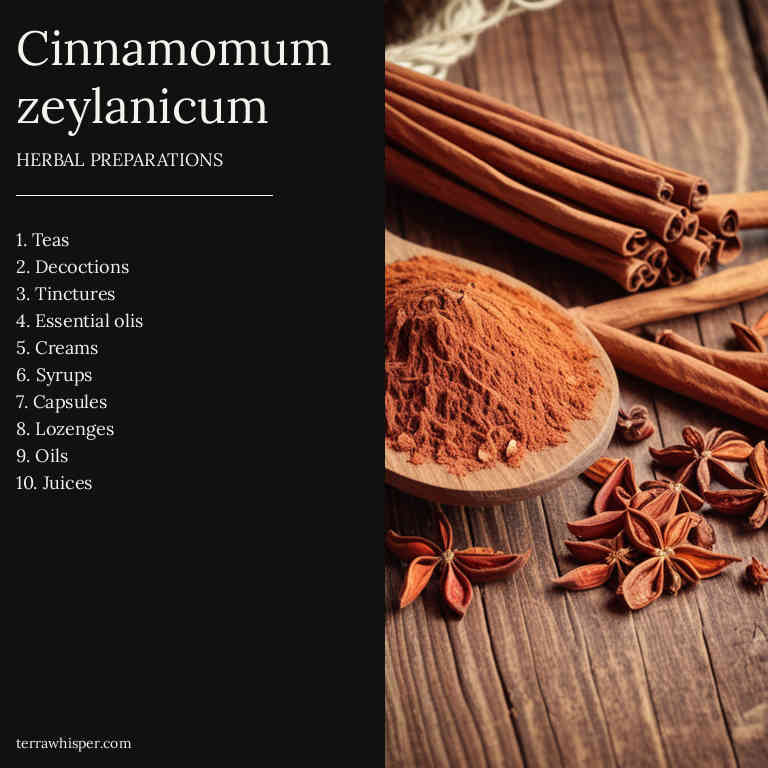 Cinnamomum
zeylanicum
HERBAL PREPARATIONS
1. Teas
2. Decoctions
3. Tinctures
4. Essential olis
5. Creams
6. Syrups
7. Capsules
8. Lozenges
9. Oils
10. Juices
terrawhisper.com